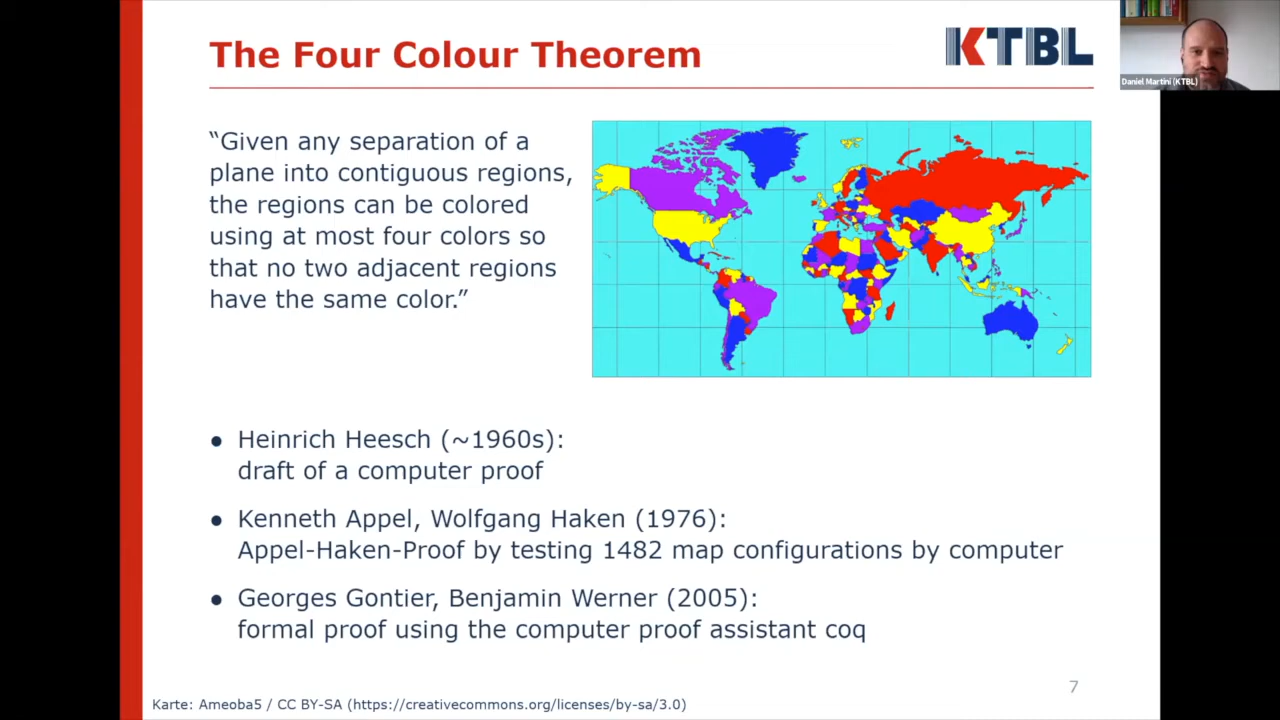 The Four Colour Theorem
KTBL
Daniel Martini (KTBL)
“Given any separation of a
plane into contiguous regions,
the regions can be colored
using at most four colors so
that no two adjacent regions
have the same color.”
● Heinrich Heesch (~1960s):
draft of a computer proof
● Kenneth Appel, Wolfgang Haken (1976):
Appel-Haken-Proof by testing 1482 map configurations by computer
● Georges Gontier, Benjamin Werner (2005):
formal proof using the computer proof assistant coq
7
Karte: Ameoba5 / CC BY-SA (https://creativecommons.org/licenses/by-sa/3.0)